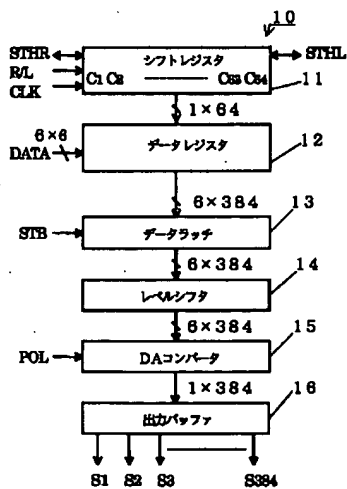 10
STHR
シフトレジスタ
STHL
R/L
CLK
C1 C2 C63 C64
11
1×64
6×6
DATA
データレジスタ
12
6×384
13
STB
データラッチ
6×384
14
レベルシフタ
6×384
15
POL
DAコンバータ
1×384
16
出力バッファ
S1 S2 S3 S384